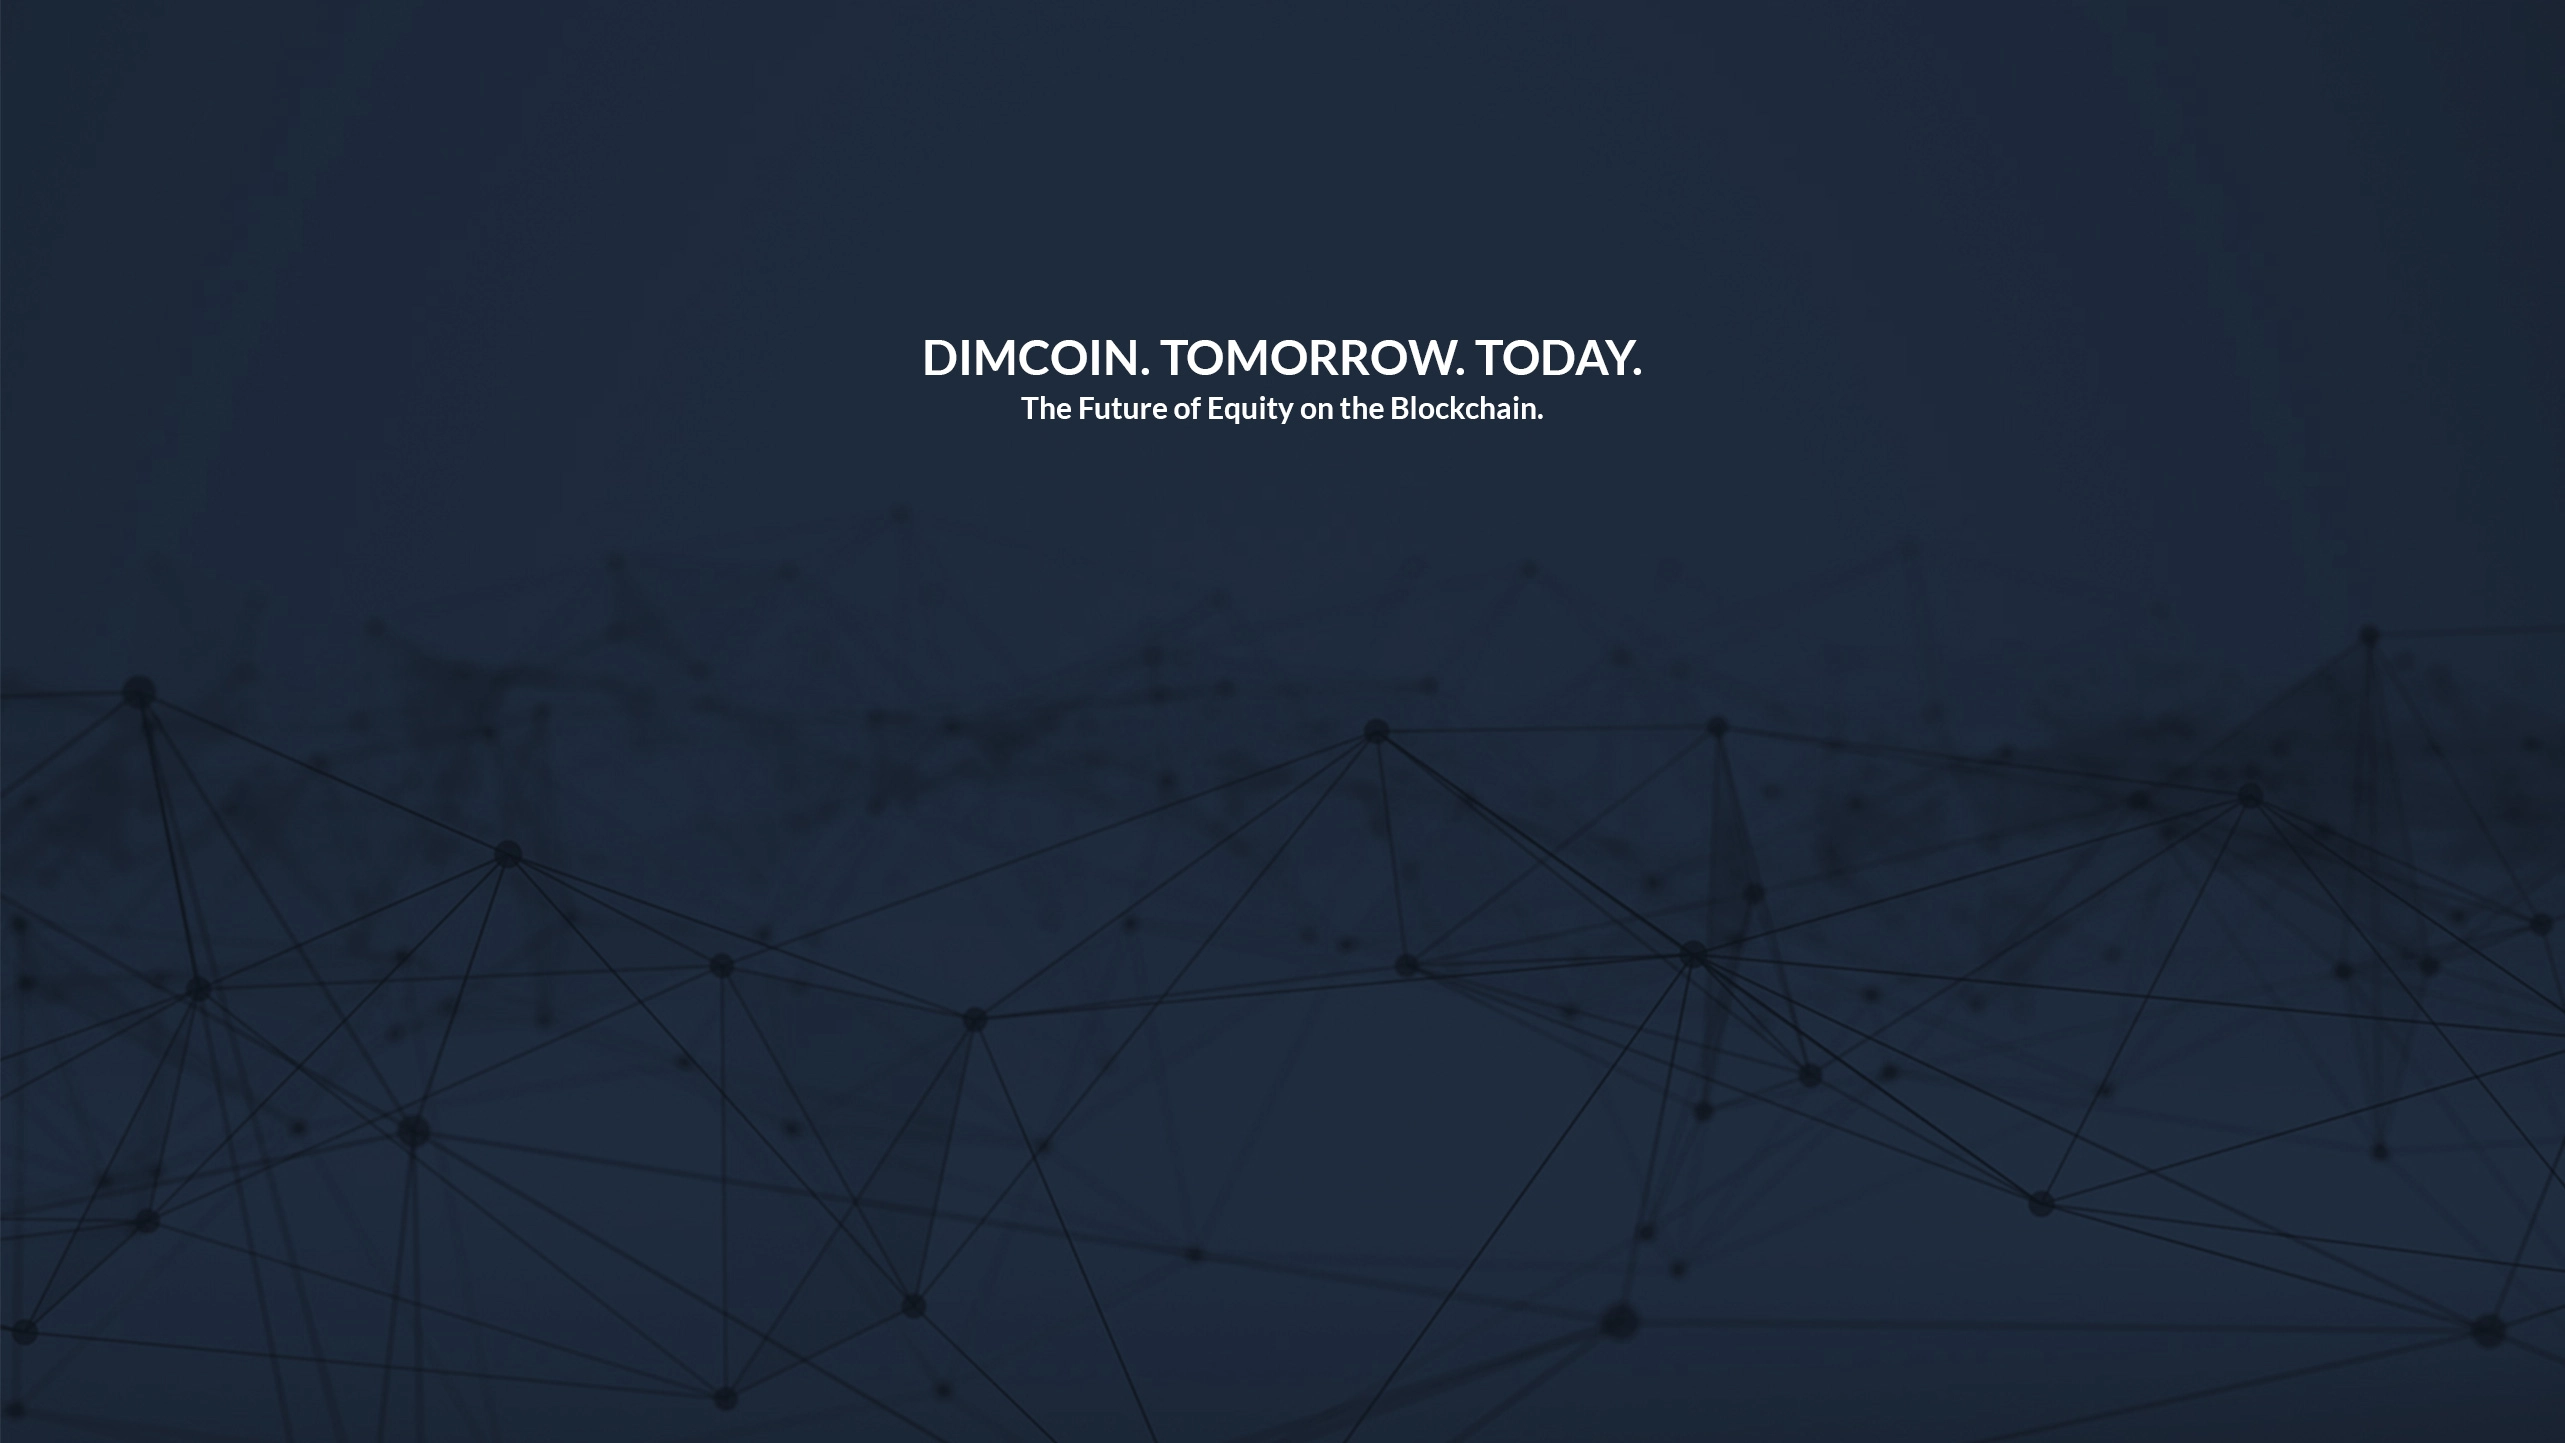 DIMCOIN. TOMORROW. TODAY.
The Future of Equity on the Blockchain.